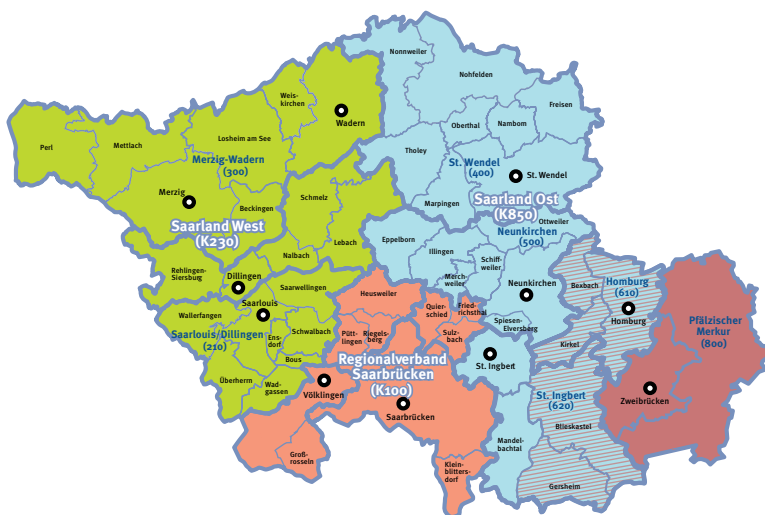 Nonnweiler
Nohfelden
Weis-
kirchen
Wadern
Freisen
Oberthal
Nambom
Perl
Mettlach
Losheim am See
Merzig-Wadern
(300)
Tholey
St. Wendel
(400)
St. Wendel
Merzig
Schmelz
Beckingen
Marpingen
Saarland West
(K230)
Saarland Ost
(K850)
Ottweiler
Neunkirchen
(500)
Lebach
Eppelborn
Illingen
Nalbach
Schiff-
weiler
Merch-
weiler
Rehlingen-
Siersburg
Dillingen
Saarwellingen
Heusweiler
Neunkirchen
Bexbach
Homburg
(610)
Homburg
Saarlouis
Wallerfangen
Quier-
schied
Fried-
richsthal
Spiesen-
Elversberg
Pfälzischer
Merkur
(800)
Saarlouis/Dillingen
(210)
Ens-
dorf
Schwalbach
Pütt-
lingen
Riegels-
berg
Sulz-
bach
Kirkel
Bous
Regionalverband
Saarbrücken
(K100)
St. Ingbert
Überherm
Wad-
gassen
Völklingen
St. Ingbert
(620)
Zweibrücken
Saarbrücken
Blieskastel
Mandel-
bachtal
Groß-
rosseln
Klein-
blitters-
dorf
Gersheim